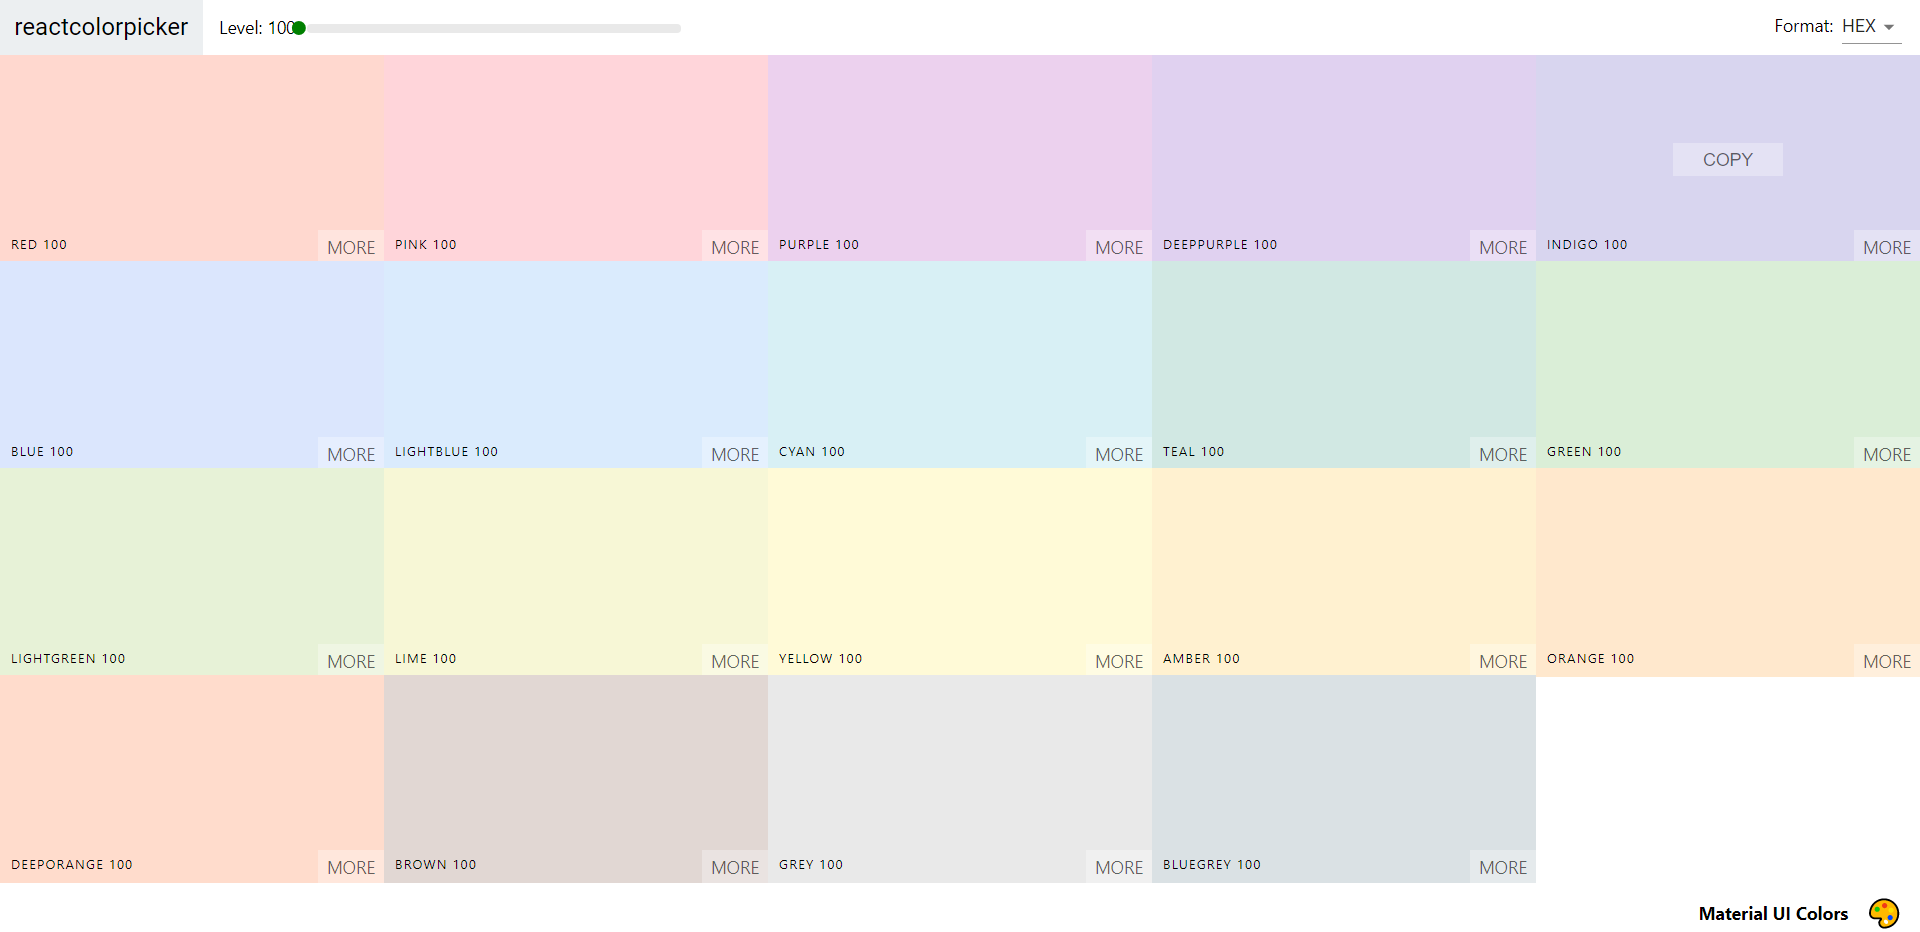 reactcolorpicker Level: 100 Format: HEX
COPY
RED 100 MORE PINK 100 MORE PURPLE 100 MORE DEEPPURPLE 100 MORE INDIGO 100 MORE
BLUE 100 MORE LIGHTBLUE 100 MORE CYAN 100 MORE TEAL 100 MORE GREEN 100 MORE
LIGHTGREEN 100 MORE LIME 100 MORE YELLOW 100 MORE AMBER 100 MORE ORANGE 100 MORE
DEEPORANGE 100 MORE BROWN 100 MORE GREY 100 MORE BLUEGREY 100 MORE
Material UI Colors